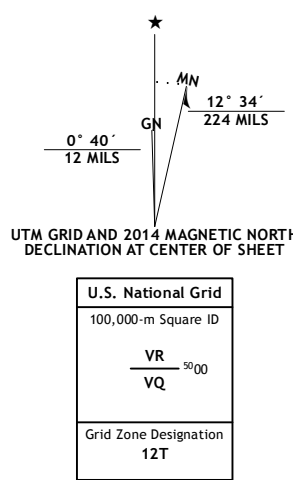 ★
MN
GN
0° 40´
12 MILS
12° 34´
224 MILS
UTM GRID AND 2014 MAGNETIC NORTH
DECLINATION AT CENTER OF SHEET
U.S. National Grid
100,000-m Square ID
VR
5000
VQ
Grid Zone Designation
12T